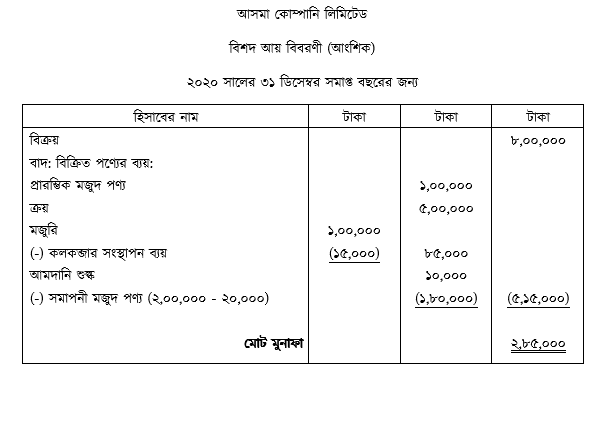 আসমা কোম্পানি লিমিটেড
বিশদ আয় বিবরণী (আংশিক)
২০২০ সালের ৩১ ডিসেম্বর সমাপ্ত বছরের জন্য
হিসাবের নাম টাকা টাকা টাকা
বিক্রয় ৮,০০,০০০
বাদ: বিক্রিত পণ্যের ব্যয়:
প্রারম্ভিক মজুদ পণ্য ১,০০,০০০
ক্রয় ৫,০০,০০০
মজুরি ১,০০,০০০
(-) কলকব্জার সংস্থাপন ব্যয় (১৫,০০০) ৮৫,০০০
আমদানি শুল্ক ১০,০০০
(-) সমাপনী মজুদ পণ্য (২,০০,০০০ - ২০,০০০) (১,৮০,০০০) (৫,১৫,০০০)
মোট মুনাফা ২,৮৫,০০০